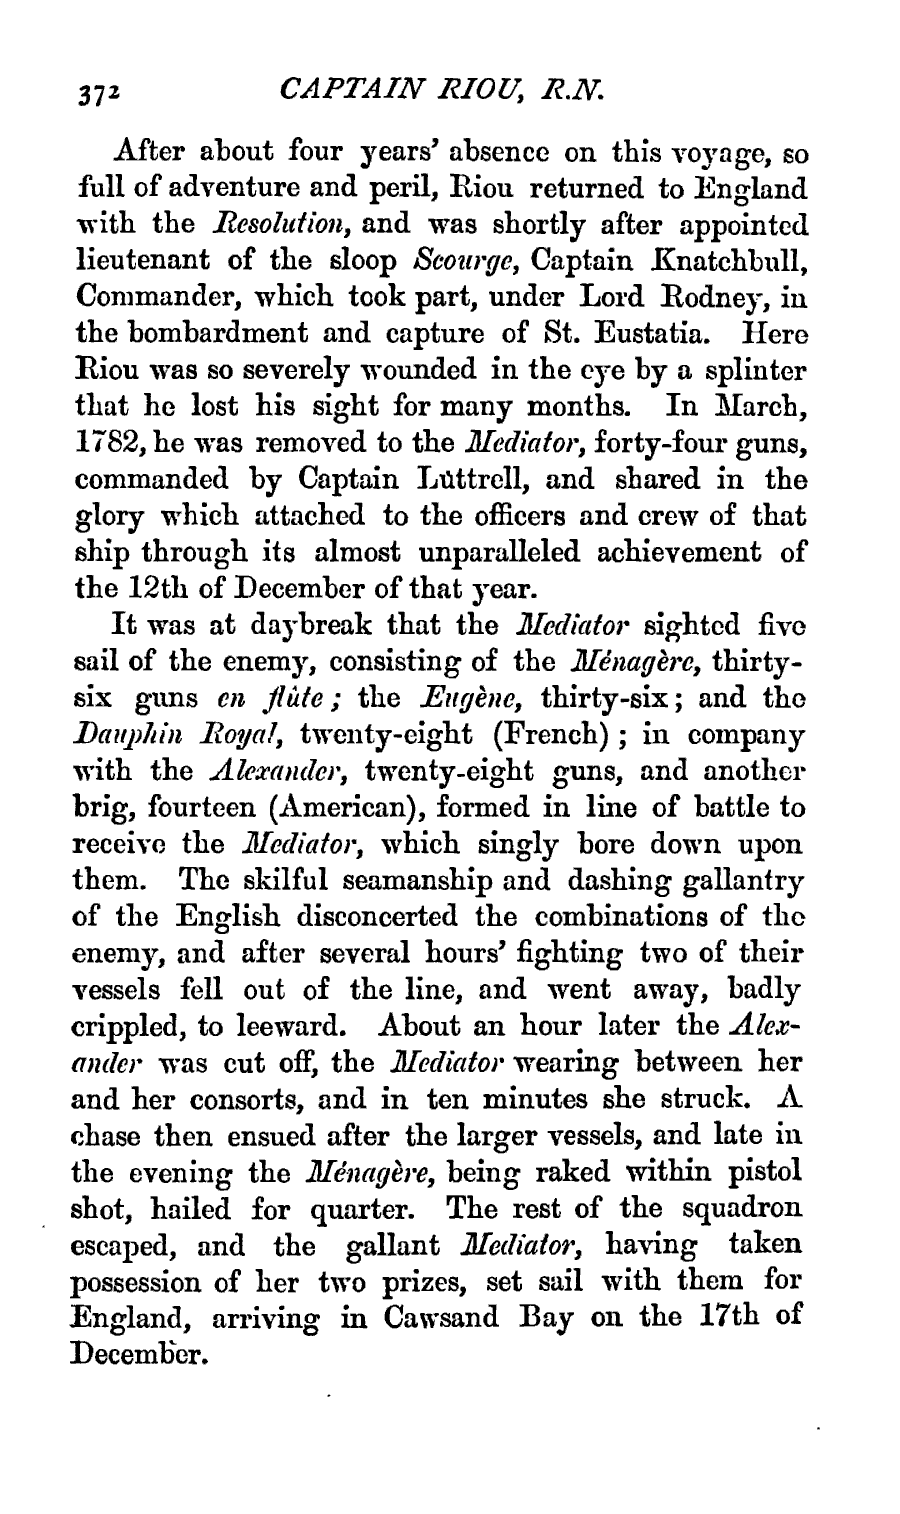 372 CAPTAIN RIOU, R.N.
After about four years' absence on this voyage, so
full of adventure and peril, Riou returned to England
with the Resolution, and was shortly after appointed
lieutenant of the sloop Scourge, Captain Knatchbull,
Commander, which took part, under Lord Rodney, in
the bombardment and capture of St. Eustatia. Here
Riou was so severely wounded in the eye by a splinter
that he lost his sight for many months. In March,
1782, he was removed to the Mediator, forty-four guns,
commanded by Captain Luttrell, and shared in the
glory which attached to the officers and crew of that
ship through its almost unparalleled achievement of
the 12th of December of that year.
It was at daybreak that the Mediator sighted five
sail of the enemy, consisting of the Ménagère, thirty-
six guns en flûte; the Eugène, thirty-six; and the
Dauphin Royal, twenty-eight (French); in company
with the Alexander, twenty-eight guns, and another
brig, fourteen (American), formed in line of battle to
receive the Mediator, which singly bore down upon
them. The skilful seamanship and dashing gallantry
of the English disconcerted the combinations of the
enemy, and after several hours' fighting two of their
vessels fell out of the line, and went away, badly
crippled, to leeward. About an hour later the Alex-
ander was cut off, the Mediator wearing between her
and her consorts, and in ten minutes she struck. A
chase then ensued after the larger vessels, and late in
the evening the Ménagère, being raked within pistol
shot, hailed for quarter. The rest of the squadron
escaped, and the gallant Mediator, having taken
possession of her two prizes, set sail with them for
England, arriving in Cawsand Bay on the 17th of
December.